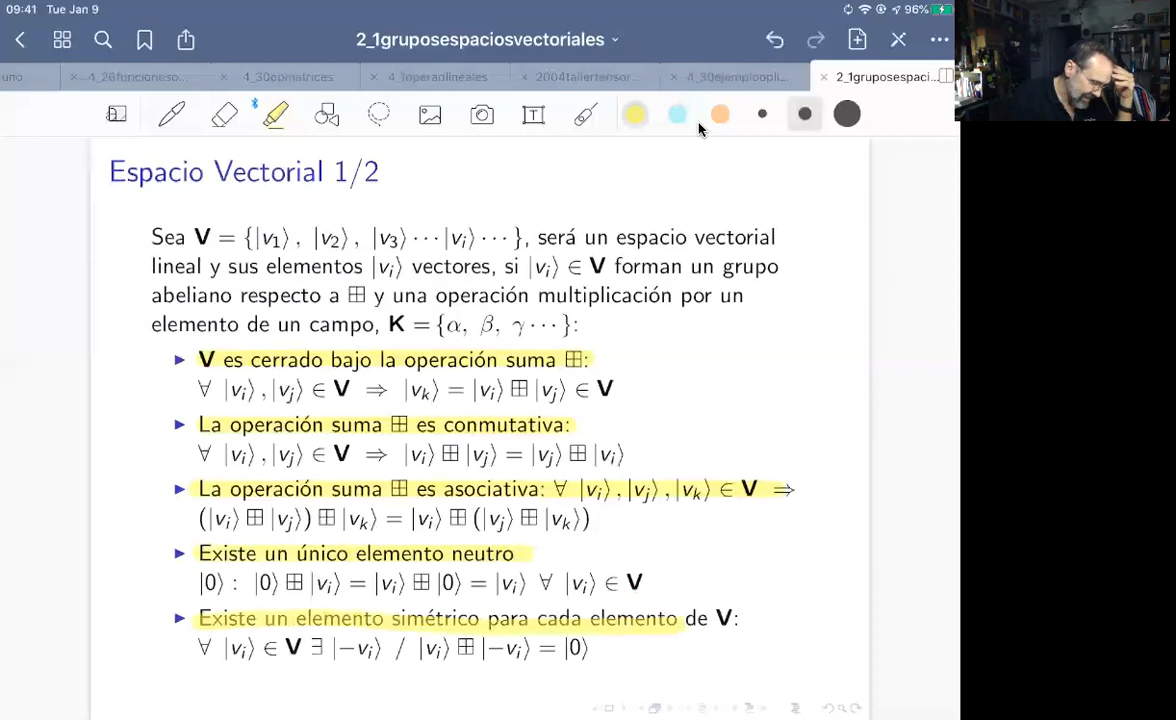 09:41 Tue Jan 9
96%
2_1gruposespaciosvectoriales
uno
4_26funcioneso...
4_30opmatrices
4_1operadlineales
2004tallertensor...
4_30ejemploopli...
2_1gruposespaci...
Espacio Vectorial 1/2
Sea V = {|v₁⟩, |v₂⟩, |v₃⟩ ··· |vᵢ⟩ ··· }, será un espacio vectorial
lineal y sus elementos |vᵢ⟩ vectores, si |vᵢ⟩ ∈ V forman un grupo
abeliano respecto a ⊞ y una operación multiplicación por un
elemento de un campo, K = {α, β, γ ··· }:
▶ V es cerrado bajo la operación suma ⊞:
∀ |vᵢ⟩, |vⱼ⟩ ∈ V ⇒ |vₖ⟩ = |vᵢ⟩ ⊞ |vⱼ⟩ ∈ V
▶ La operación suma ⊞ es conmutativa:
∀ |vᵢ⟩, |vⱼ⟩ ∈ V ⇒ |vᵢ⟩ ⊞ |vⱼ⟩ = |vⱼ⟩ ⊞ |vᵢ⟩
▶ La operación suma ⊞ es asociativa: ∀ |vᵢ⟩, |vⱼ⟩, |vₖ⟩ ∈ V ⇒
(|vᵢ⟩ ⊞ |vⱼ⟩) ⊞ |vₖ⟩ = |vᵢ⟩ ⊞ (|vⱼ⟩ ⊞ |vₖ⟩)
▶ Existe un único elemento neutro
|0⟩ : |0⟩ ⊞ |vᵢ⟩ = |vᵢ⟩ ⊞ |0⟩ = |vᵢ⟩ ∀ |vᵢ⟩ ∈ V
▶ Existe un elemento simétrico para cada elemento de V:
∀ |vᵢ⟩ ∈ V ∃ |−vᵢ⟩ / |vᵢ⟩ ⊞ |−vᵢ⟩ = |0⟩